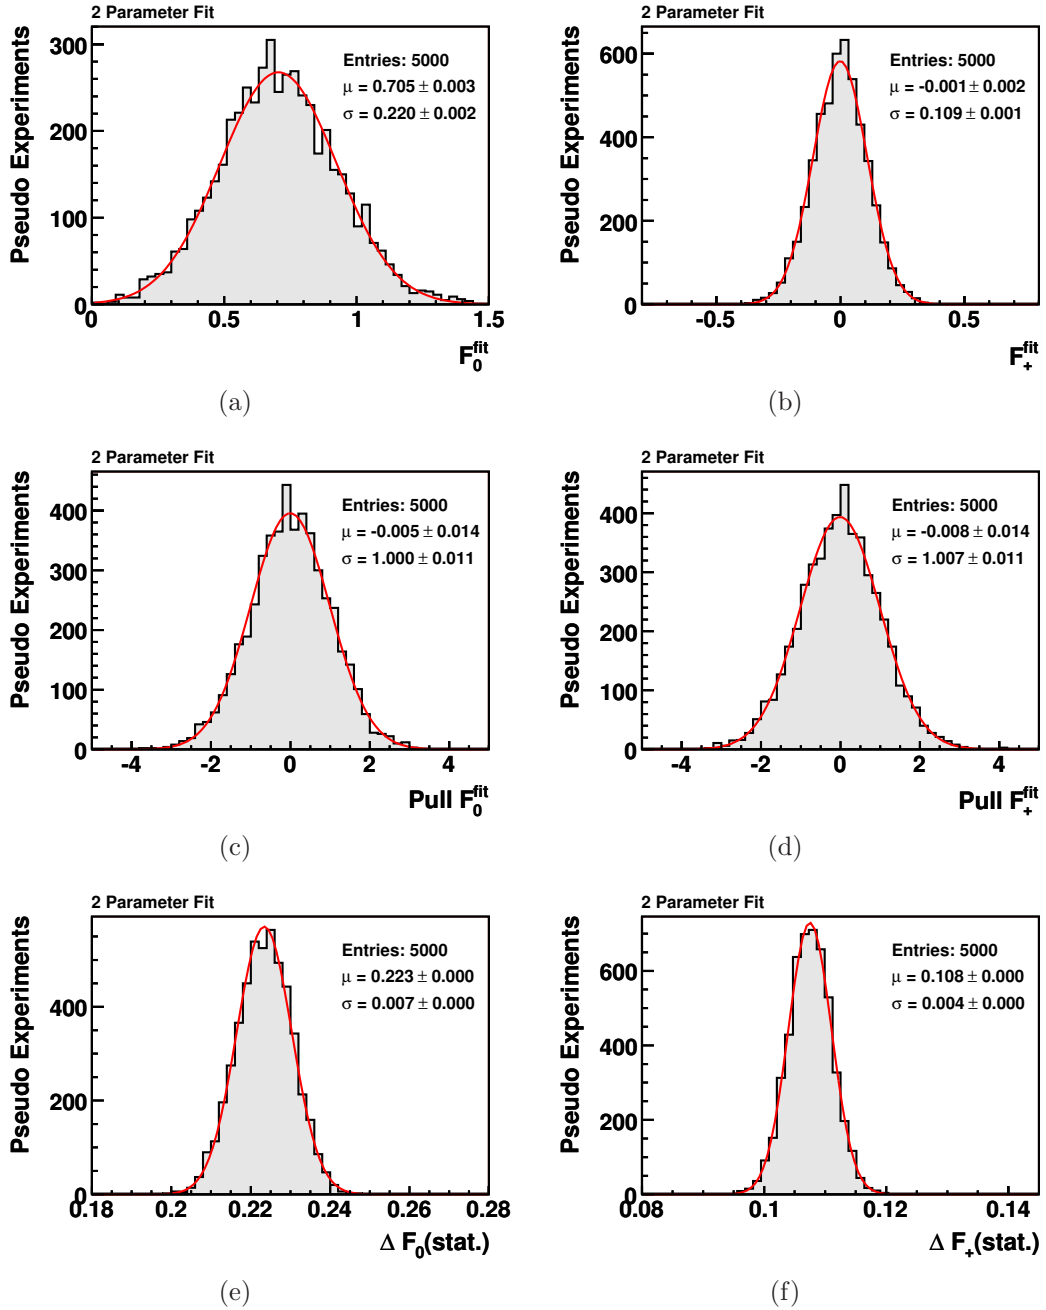 2 Parameter Fit
Pseudo Experiments
300
200
100
0
Entries: 5000
μ = 0.705 ± 0.003
σ = 0.220 ± 0.002
0 0.5 1 1.5
F₀^fit
(a)
2 Parameter Fit
Pseudo Experiments
600
400
200
0
Entries: 5000
μ = -0.001 ± 0.002
σ = 0.109 ± 0.001
-0.5 0 0.5
F₊^fit
(b)
2 Parameter Fit
Pseudo Experiments
400
300
200
100
0
Entries: 5000
μ = -0.005 ± 0.014
σ = 1.000 ± 0.011
-4 -2 0 2 4
Pull F₀^fit
(c)
2 Parameter Fit
Pseudo Experiments
400
300
200
100
0
Entries: 5000
μ = -0.008 ± 0.014
σ = 1.007 ± 0.011
-4 -2 0 2 4
Pull F₊^fit
(d)
2 Parameter Fit
Pseudo Experiments
400
200
0
Entries: 5000
μ = 0.223 ± 0.000
σ = 0.007 ± 0.000
0.18 0.2 0.22 0.24 0.26 0.28
Δ F₀(stat.)
(e)
2 Parameter Fit
Pseudo Experiments
600
400
200
0
Entries: 5000
μ = 0.108 ± 0.000
σ = 0.004 ± 0.000
0.08 0.1 0.12 0.14
Δ F₊(stat.)
(f)